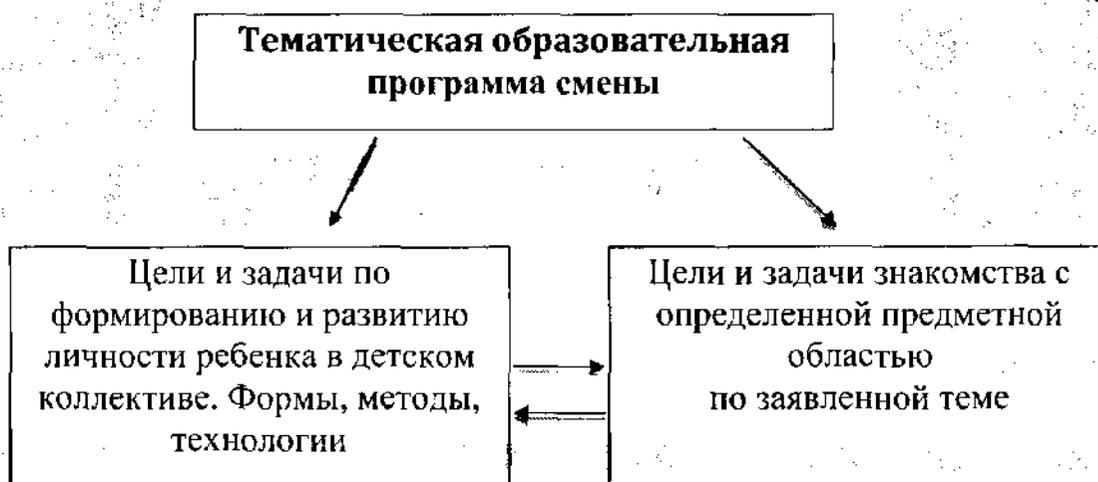 Тематическая образовательная
программа смены
Цели и задачи по
формированию и развитию
личности ребенка в детском
коллективе. Формы, методы,
технологии
Цели и задачи знакомства с
определенной предметной
областью
по заявленной теме